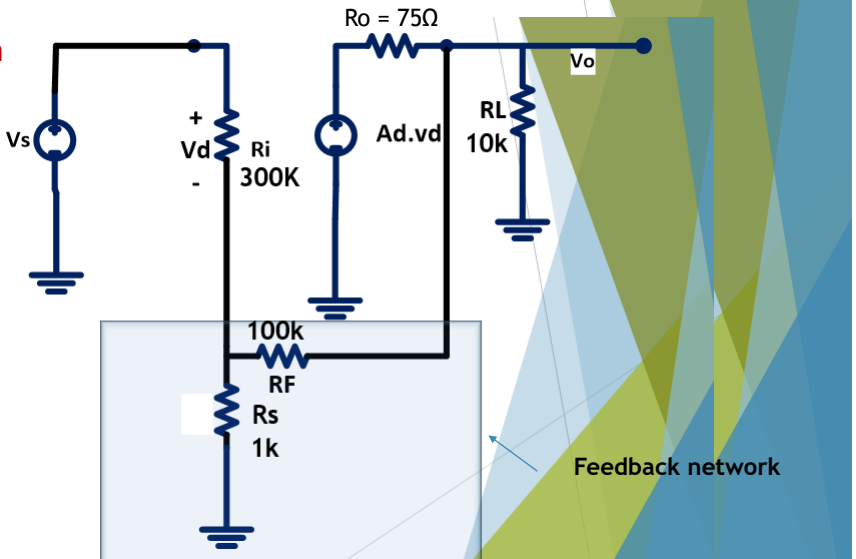 Ro = 75Ω
Vo
Vs
+
Vd
-
Ri
300K
Ad.vd
RL
10k
100k
RF
Rs
1k
Feedback network